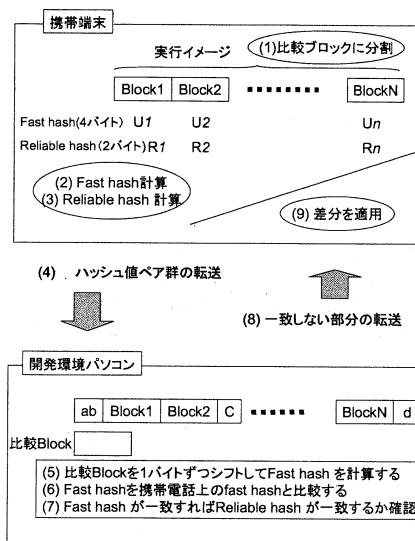 携帯端末
実行イメージ
(1)比較ブロックに分割
Block1 Block2 BlockN
Fast hash(4バイト) U1 U2 Un
Reliable hash(2バイト)R1 R2 Rn
(2) Fast hash計算
(3) Reliable hash 計算
(9) 差分を適用
(4) ハッシュ値ペア群の転送
(8) 一致しない部分の転送
開発環境パソコン
ab Block1 Block2 C BlockN d
比較Block
(5) 比較Blockを1バイトずつシフトしてFast hash を計算する
(6) Fast hashを携帯電話上のfast hashと比較する
(7) Fast hash が一致すればReliable hash が一致するか確認